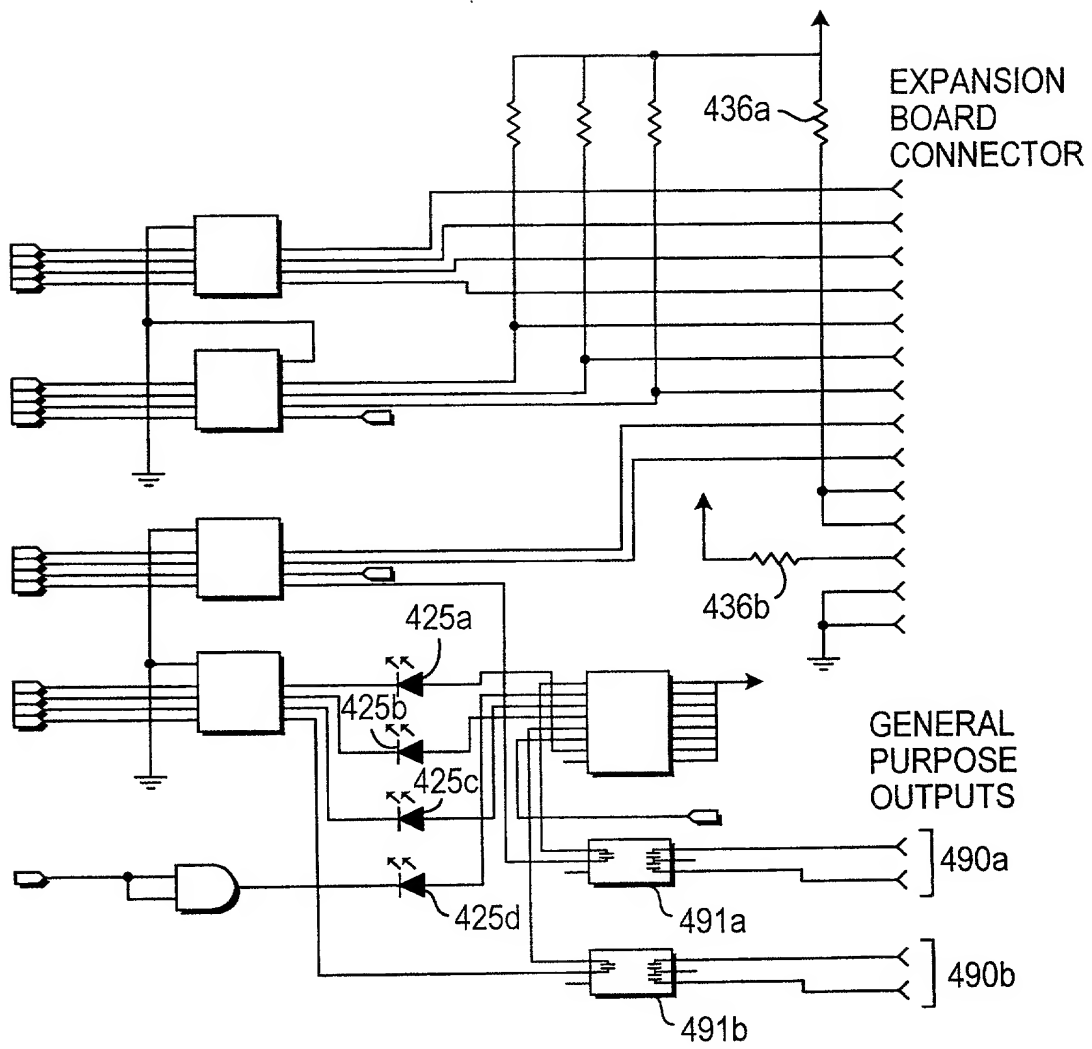 436a
EXPANSION
BOARD
CONNECTOR
436b
425a
425b
425c
425d
GENERAL
PURPOSE
OUTPUTS
490a
491a
490b
491b